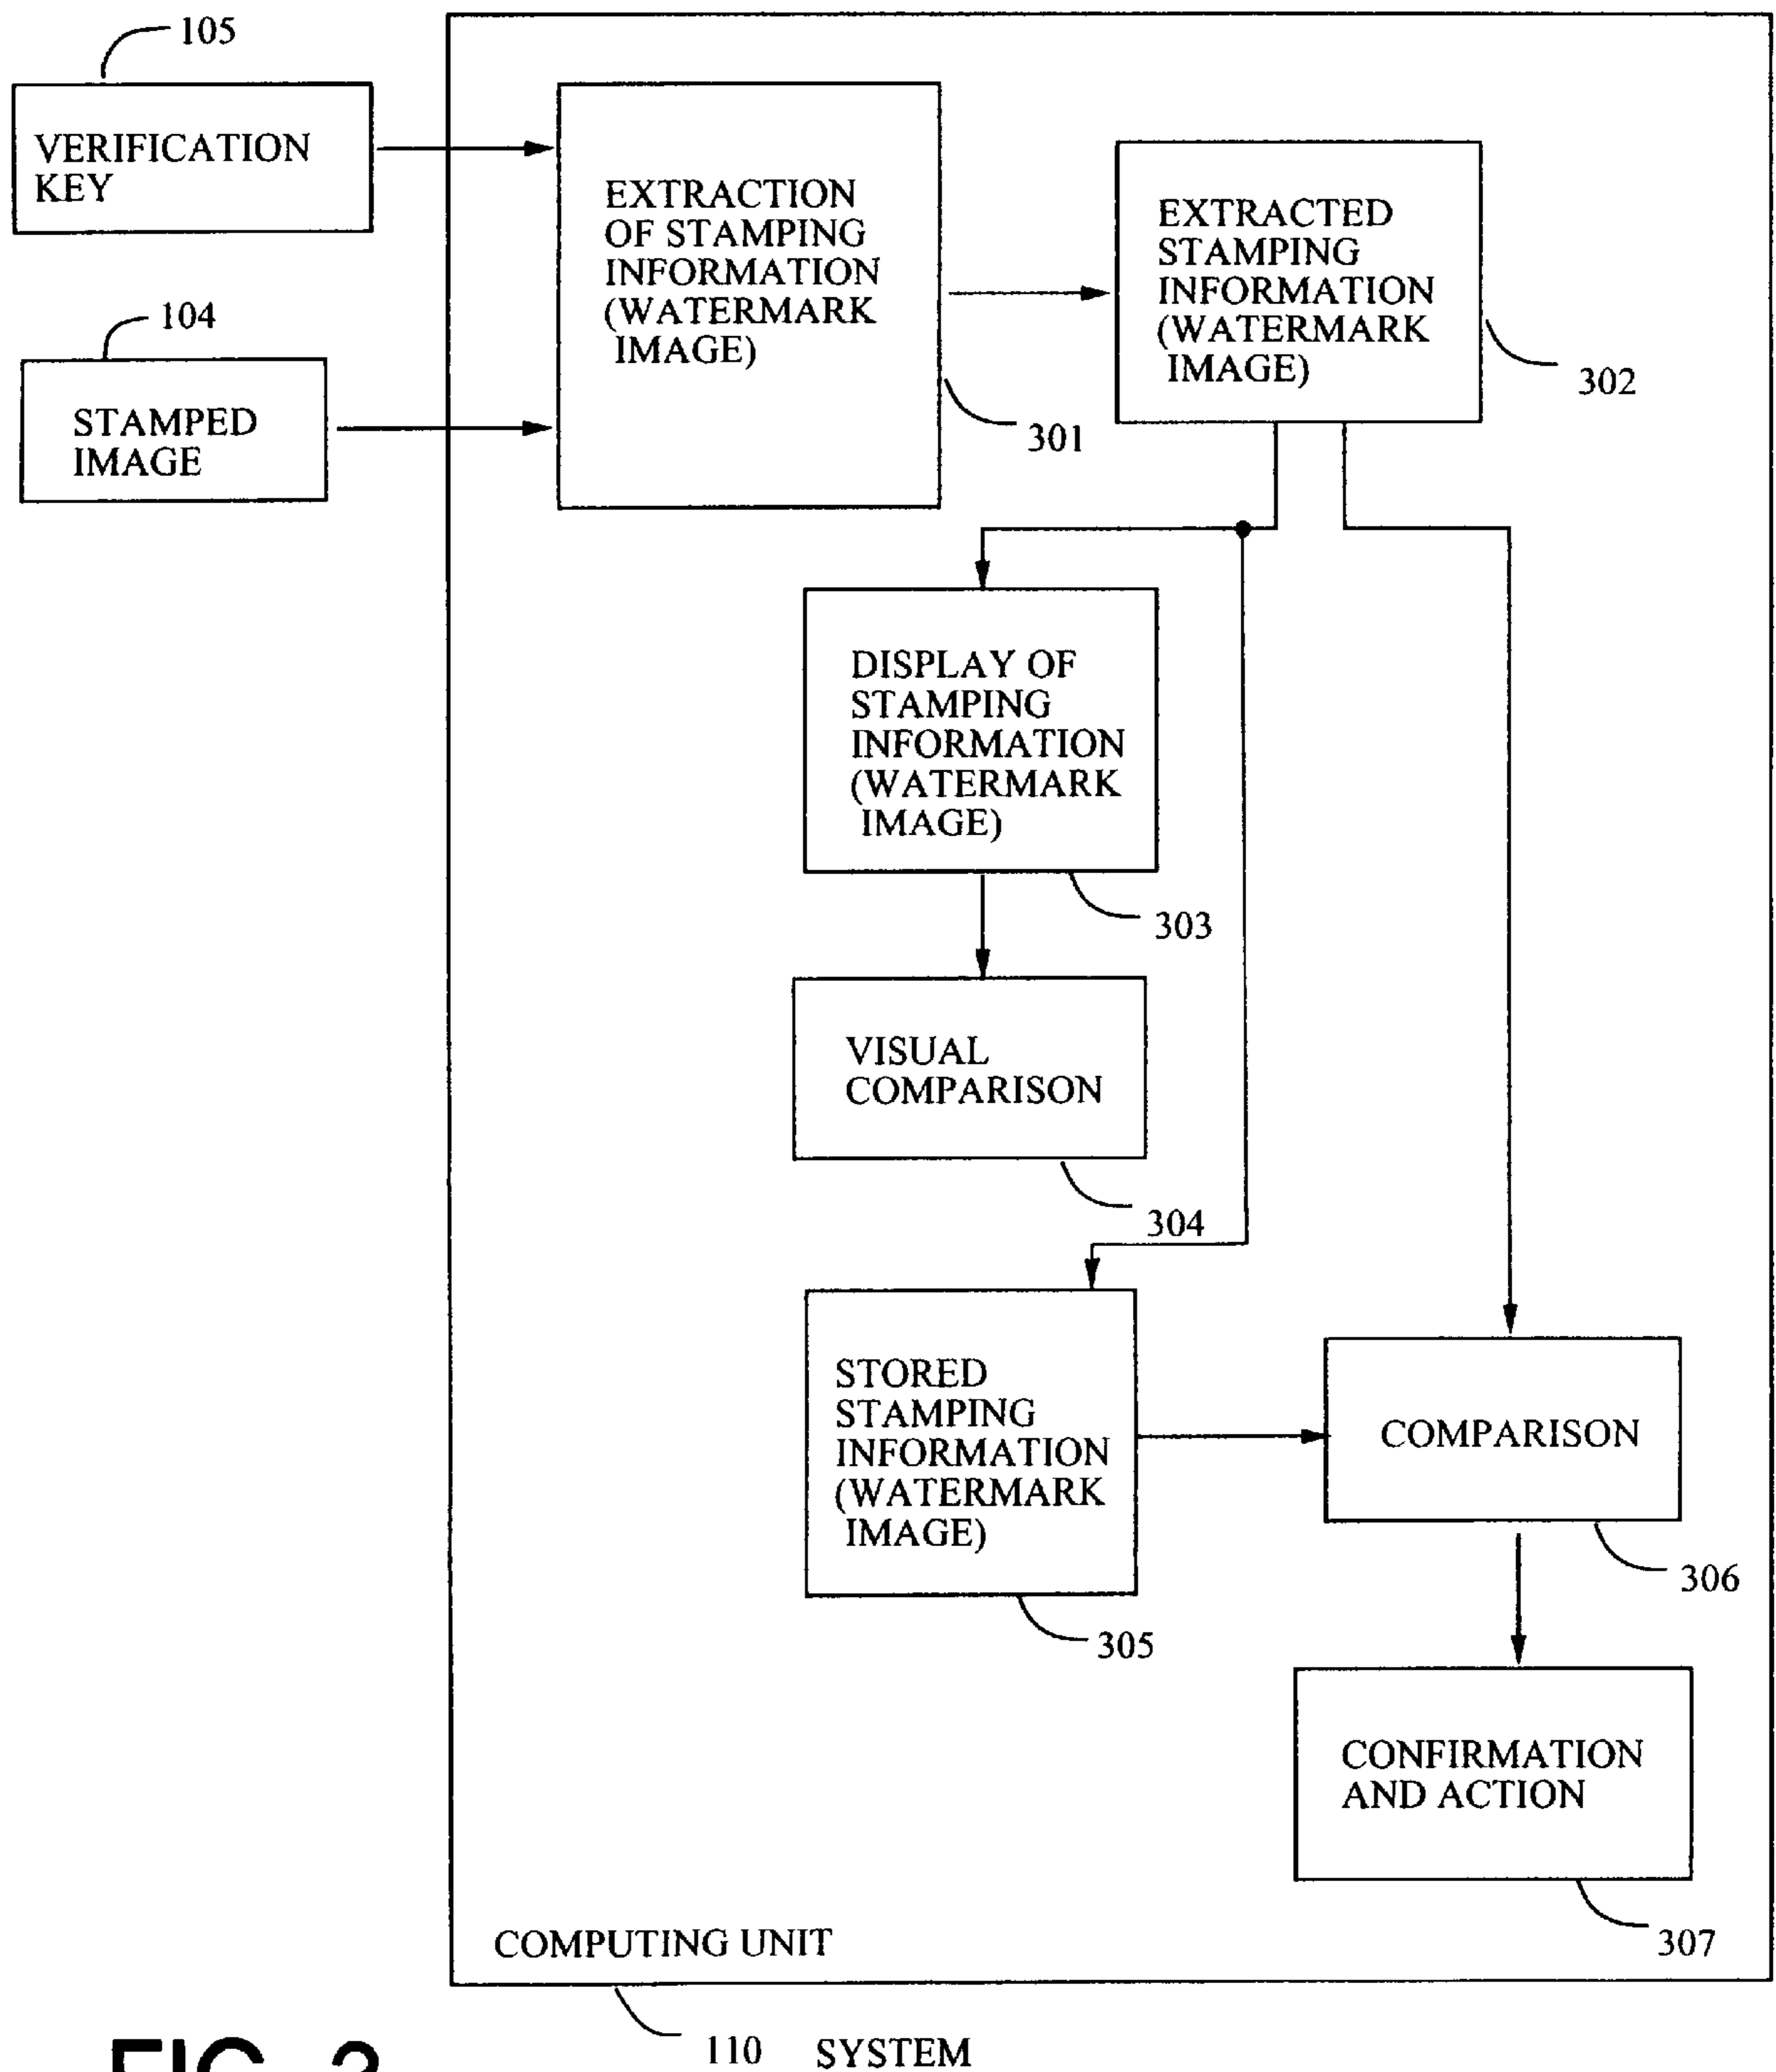 105
VERIFICATION
KEY
104
STAMPED
IMAGE
EXTRACTION
OF STAMPING
INFORMATION
(WATERMARK
IMAGE)
301
EXTRACTED
STAMPING
INFORMATION
(WATERMARK
IMAGE)
302
DISPLAY OF
STAMPING
INFORMATION
(WATERMARK
IMAGE)
303
VISUAL
COMPARISON
304
STORED
STAMPING
INFORMATION
(WATERMARK
IMAGE)
305
COMPARISON
306
CONFIRMATION
AND ACTION
307
COMPUTING UNIT
110 SYSTEM
FIG.